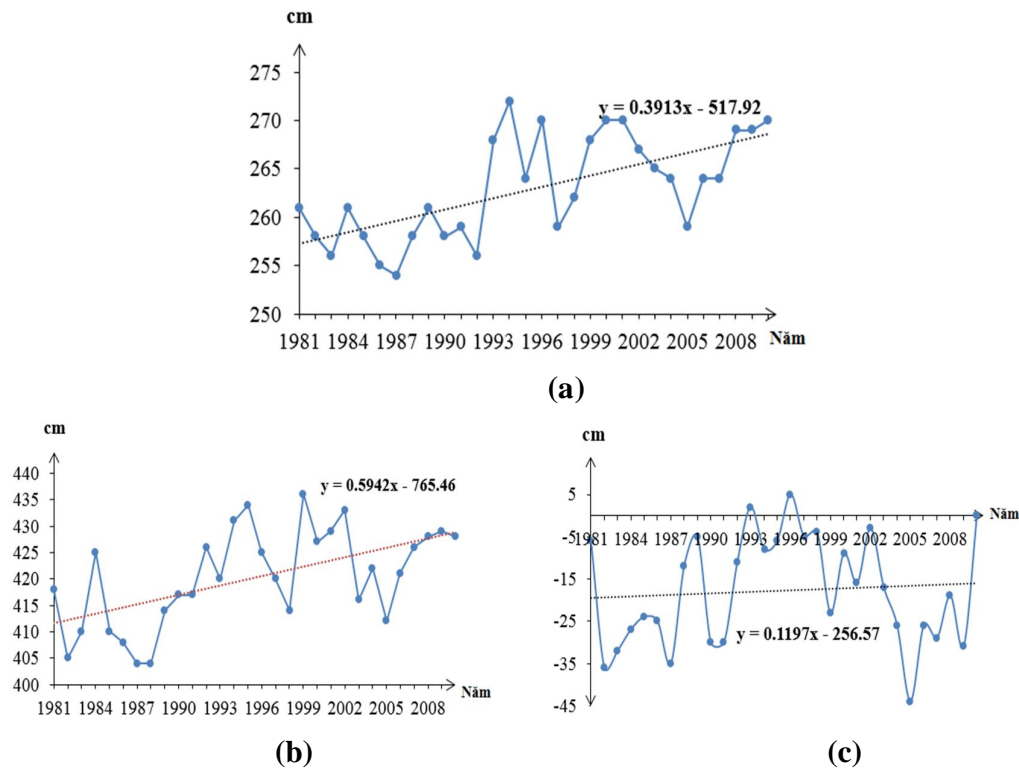 cm
275
y = 0.3913x - 517.92
270
265
260
255
250
1981 1984 1987 1990 1993 1996 1999 2002 2005 2008 Năm
(a)
cm
440
y = 0.5942x - 765.46
435
430
425
420
415
410
405
400
1981 1984 1987 1990 1993 1996 1999 2002 2005 2008 Năm
(b)
cm
5
Năm
-5
1981 1984 1987 1990 1993 1996 1999 2002 2005 2008
-15
y = 0.1197x - 256.57
-25
-35
-45
(c)